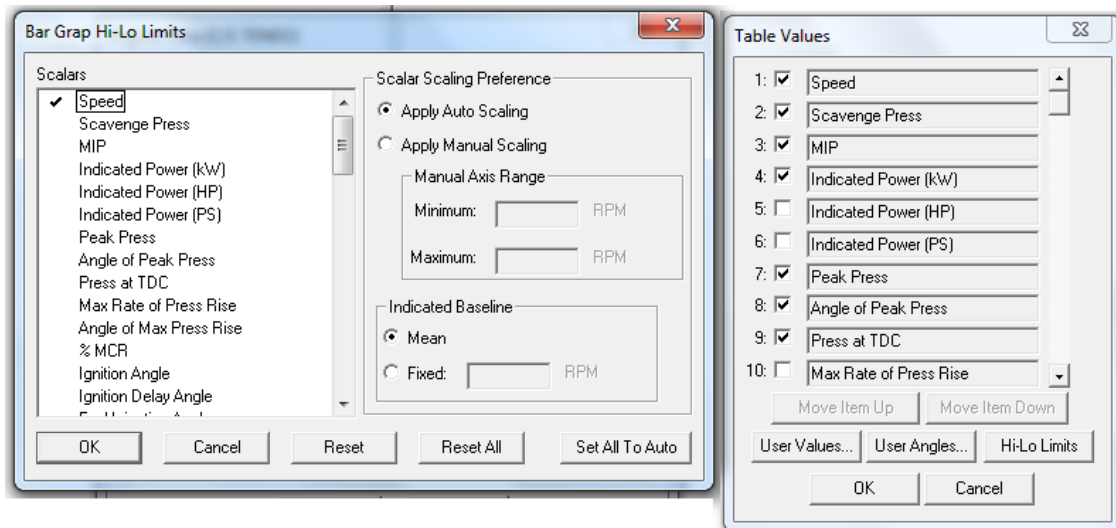 Bar Grap Hi-Lo Limits
Scalars
Speed
Scavenge Press
MIP
Indicated Power (kW)
Indicated Power (HP)
Indicated Power (PS)
Peak Press
Angle of Peak Press
Press at TDC
Max Rate of Press Rise
Angle of Max Press Rise
% MCR
Ignition Angle
Ignition Delay Angle
Scalar Scaling Preference
Apply Auto Scaling
Apply Manual Scaling
Manual Axis Range
Minimum: RPM
Maximum: RPM
Indicated Baseline
Mean
Fixed: RPM
OK Cancel Reset Reset All Set All To Auto
Table Values
1: Speed
2: Scavenge Press
3: MIP
4: Indicated Power (kW)
5: Indicated Power (HP)
6: Indicated Power (PS)
7: Peak Press
8: Angle of Peak Press
9: Press at TDC
10: Max Rate of Press Rise
Move Item Up Move Item Down
User Values... User Angles... Hi-Lo Limits
OK Cancel